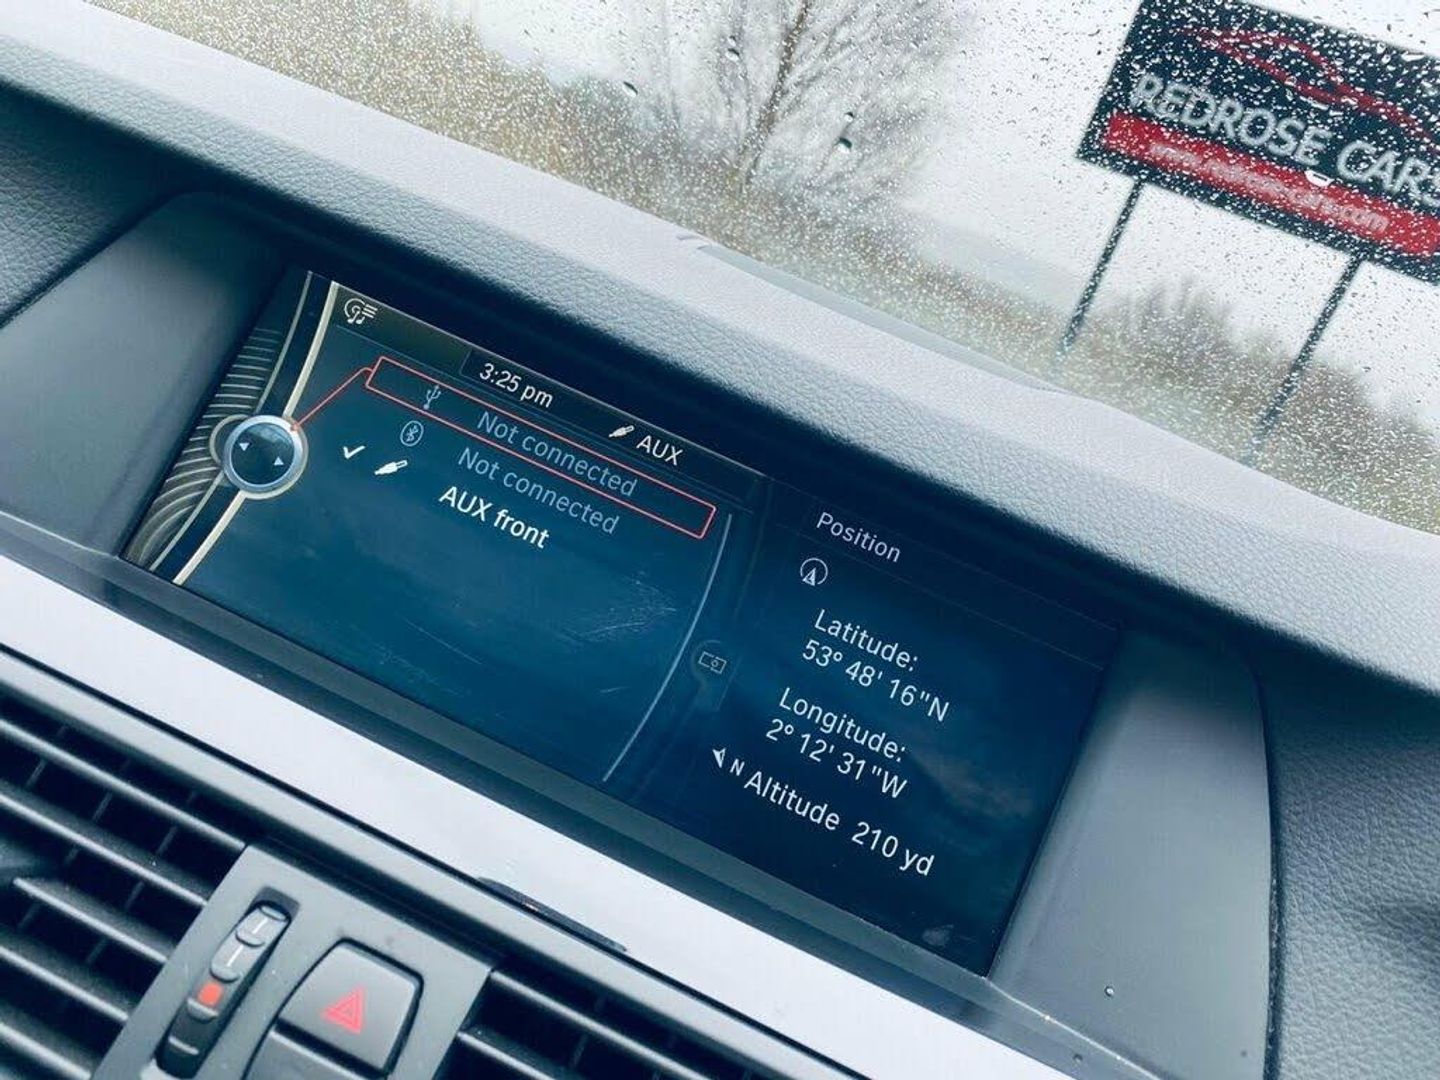 REDROSE CARS
3:25 pm
AUX
Not connected
Not connected
AUX front
Position
Latitude:
53° 48' 16"N
Longitude:
2° 12' 31"W
N Altitude 210 yd